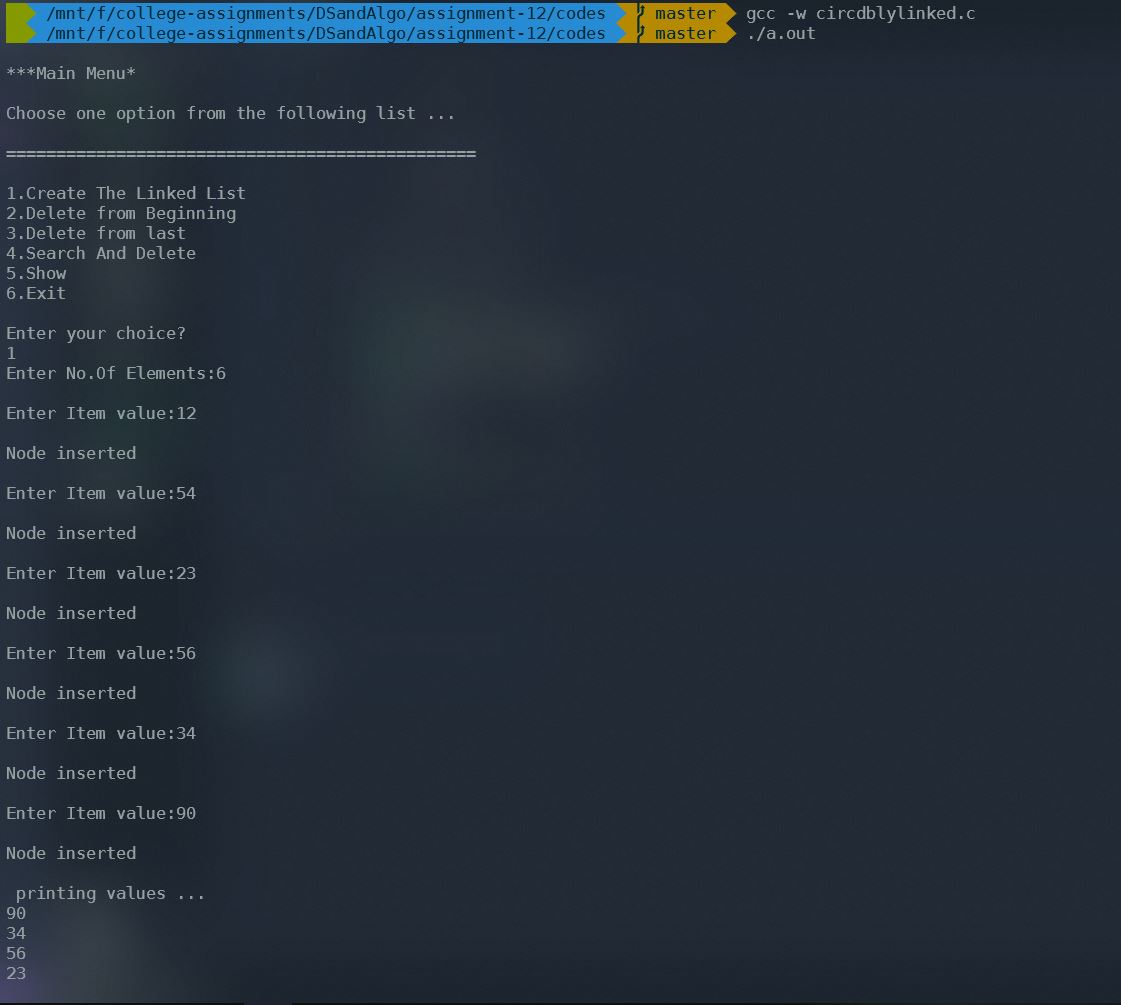 /mnt/f/college-assignments/DSandAlgo/assignment-12/codes master gcc -w circdblylinked.c
/mnt/f/college-assignments/DSandAlgo/assignment-12/codes master ./a.out
***Main Menu*
Choose one option from the following list ...
===============================================
1.Create The Linked List
2.Delete from Beginning
3.Delete from last
4.Search And Delete
5.Show
6.Exit
Enter your choice?
1
Enter No.Of Elements:6
Enter Item value:12
Node inserted
Enter Item value:54
Node inserted
Enter Item value:23
Node inserted
Enter Item value:56
Node inserted
Enter Item value:34
Node inserted
Enter Item value:90
Node inserted
printing values ...
90
34
56
23